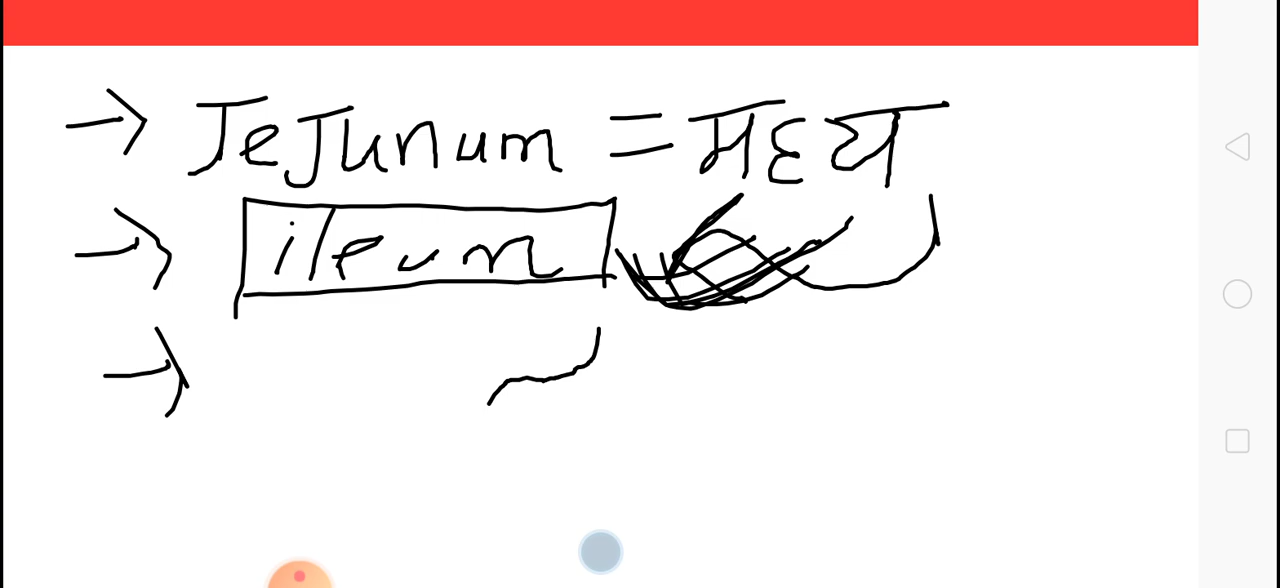 → JeJunum = मध्य
→ ileum
→